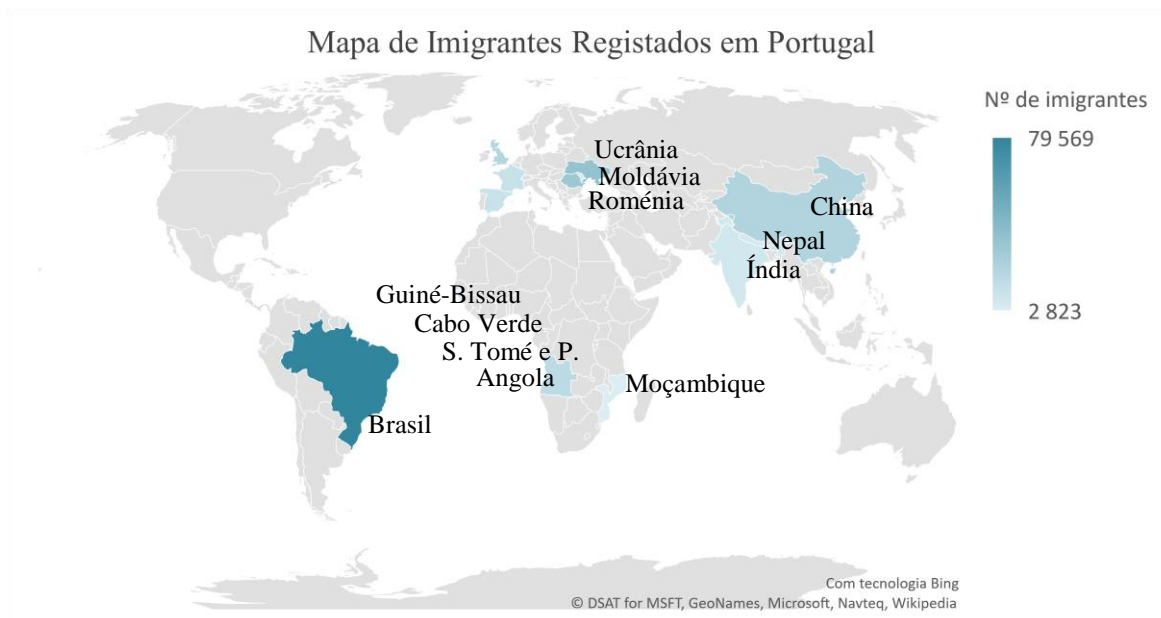 Mapa de Imigrantes Registados em Portugal
Nº de imigrantes
79 569
2 823
Ucrânia
Moldávia
Roménia
China
Nepal
Índia
Guiné-Bissau
Cabo Verde
S. Tomé e P.
Angola
Moçambique
Brasil
Com tecnologia Bing
© DSAT for MSFT, GeoNames, Microsoft, Navteq, Wikipedia